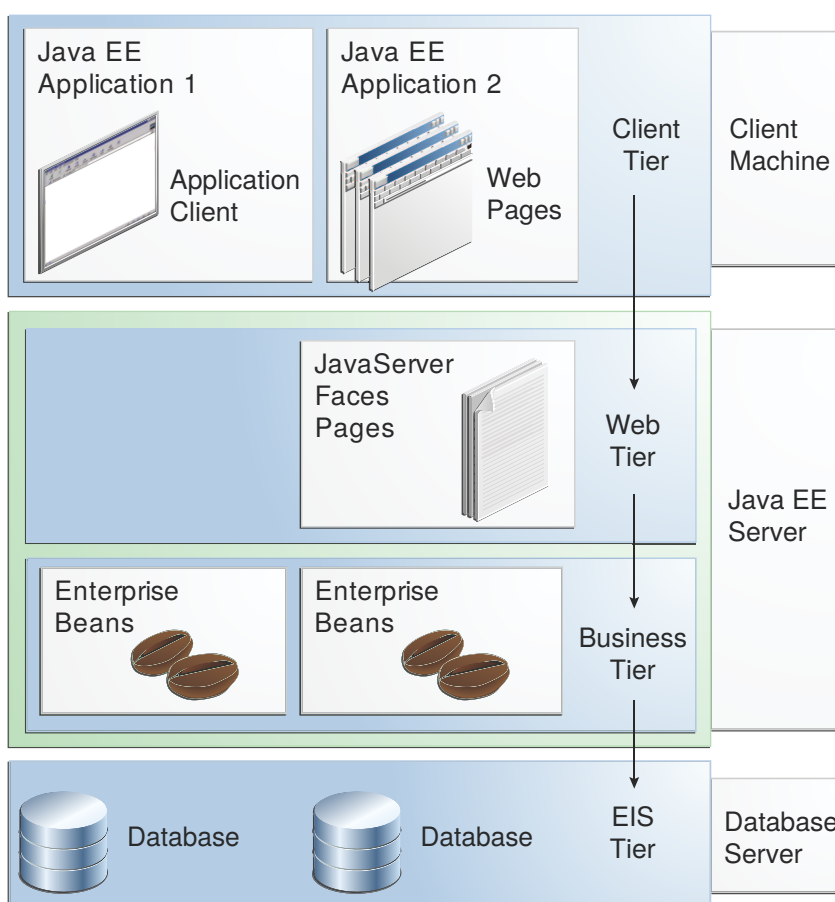 Java EE
Application 1
Application
Client
Java EE
Application 2
Web
Pages
Client
Tier
Client
Machine
JavaServer
Faces
Pages
Web
Tier
Java EE
Server
Enterprise
Beans
Enterprise
Beans
Business
Tier
Database
Database
EIS
Tier
Database
Server